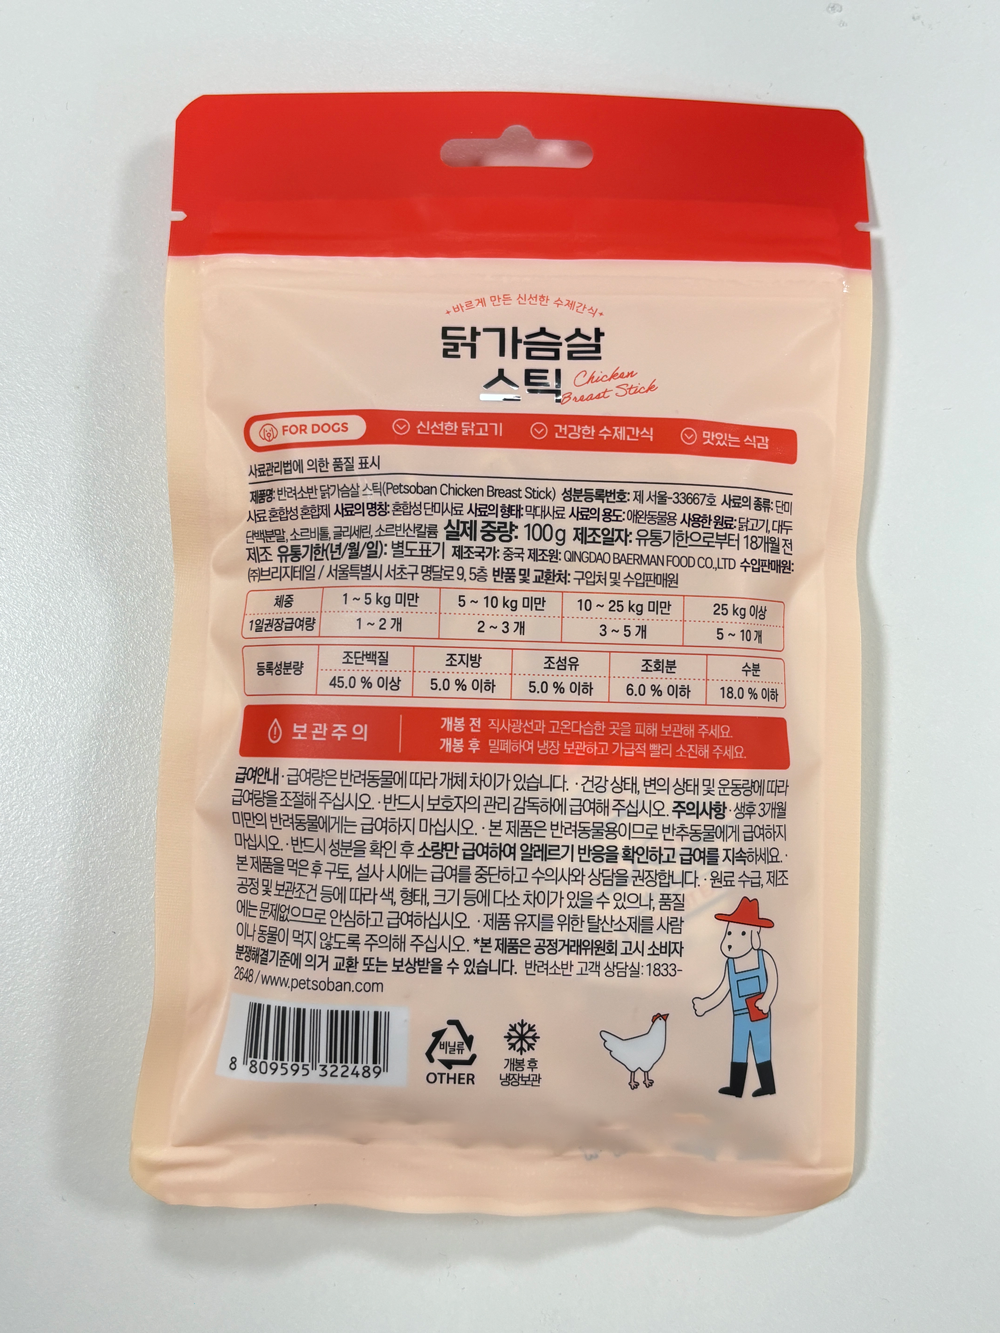 +바르게 만든 신선한 수제간식+
닭가슴살
스틱
Chicken
Breast Stick
FOR DOGS 신선한 닭고기 건강한 수제간식 맛있는 식감
사료관리법에 의한 품질 표시
제품명: 반려소반 닭가슴살 스틱(Petsoban Chicken Breast Stick) 성분등록번호: 제 서울-33667호 사료의 종류: 단미
사료 혼합성 혼합제 사료의 명칭: 혼합성 단미사료 사료의 형태: 막대사료 사료의 용도: 애완동물용 사용한 원료: 닭고기, 대두
단백분말, 소르비톨, 글리세린, 소르빈산칼륨 실제 중량: 100g 제조일자: 유통기한으로부터 18개월 전
제조 유통기한(년/월/일): 별도표기 제조국가: 중국 제조원: QINGDAO BAERMAN FOOD CO.,LTD 수입판매원:
(주)브리지테일 / 서울특별시 서초구 명달로 9, 5층 반품 및 교환처: 구입처 및 수입판매원
체중 1 ~ 5 kg 미만 5 ~ 10 kg 미만 10 ~ 25 kg 미만 25 kg 이상
1일권장급여량 1 ~ 2 개 2 ~ 3 개 3 ~ 5 개 5 ~ 10 개
등록성분량 조단백질 조지방 조섬유 조회분 수분
45.0 % 이상 5.0 % 이하 5.0 % 이하 6.0 % 이하 18.0 % 이하
보관주의
개봉 전 직사광선과 고온다습한 곳을 피해 보관해 주세요.
개봉 후 밀폐하여 냉장 보관하고 가급적 빨리 소진해 주세요.
급여안내 · 급여량은 반려동물에 따라 개체 차이가 있습니다. · 건강 상태, 변의 상태 및 운동량에 따라
급여량을 조절해 주십시오. · 반드시 보호자의 관리 감독하에 급여해 주십시오. 주의사항 · 생후 3개월
미만의 반려동물에게는 급여하지 마십시오. · 본 제품은 반려동물용이므로 반추동물에게 급여하지
마십시오. · 반드시 성분을 확인 후 소량만 급여하여 알레르기 반응을 확인하고 급여를 지속하세요. ·
본 제품을 먹은 후 구토, 설사 시에는 급여를 중단하고 수의사와 상담을 권장합니다. · 원료 수급, 제조
공정 및 보관조건 등에 따라 색, 형태, 크기 등에 다소 차이가 있을 수 있으나, 품질
에는 문제없으므로 안심하고 급여하십시오. · 제품 유지를 위한 탈산소제를 사람
이나 동물이 먹지 않도록 주의해 주십시오. *본 제품은 공정거래위원회 고시 소비자
분쟁해결기준에 의거 교환 또는 보상받을 수 있습니다. 반려소반 고객 상담실: 1833-
2648 / www.petsoban.com
8 809595 322489
비닐류
OTHER
개봉 후
냉장보관